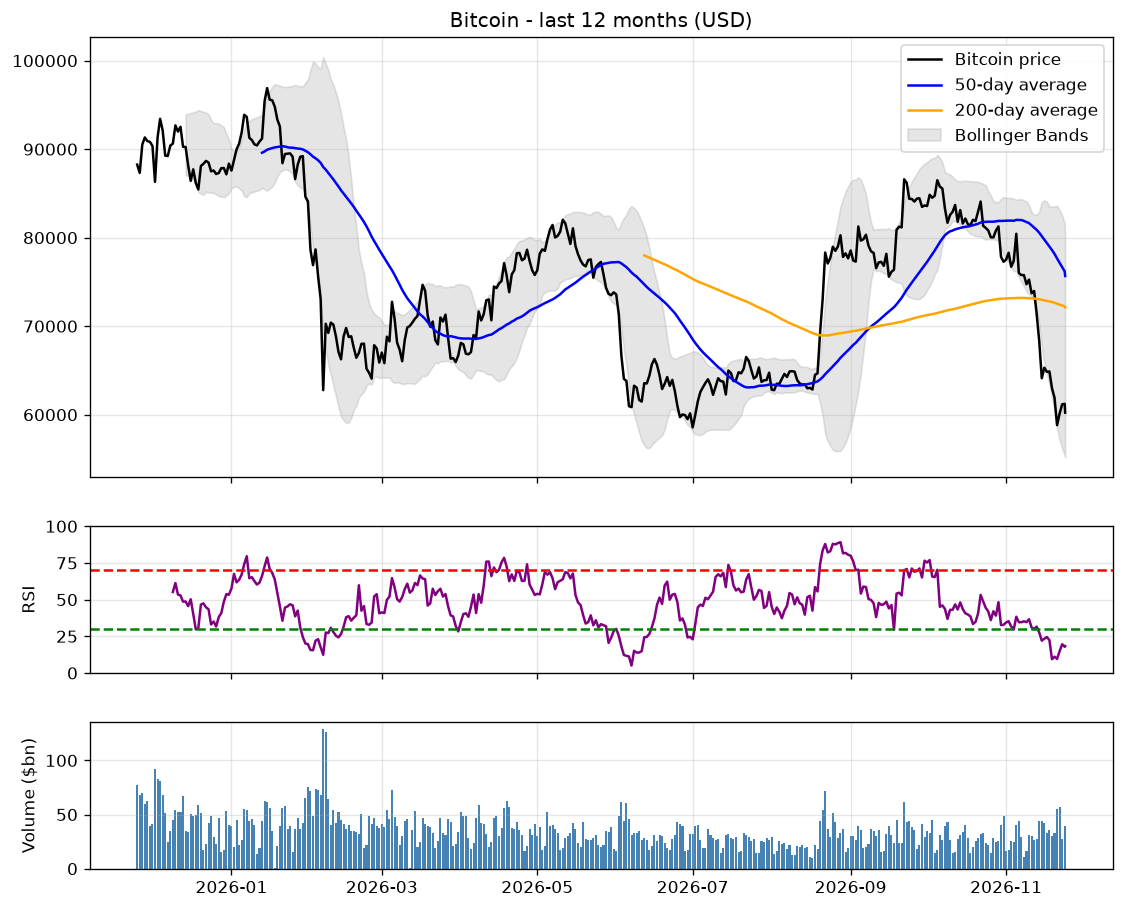 Bitcoin - last 12 months (USD)
100000
90000
80000
70000
60000
Bitcoin price
50-day average
200-day average
Bollinger Bands
100
75
50
25
0
RSI
100
50
0
Volume ($bn)
2026-01
2026-03
2026-05
2026-07
2026-09
2026-11